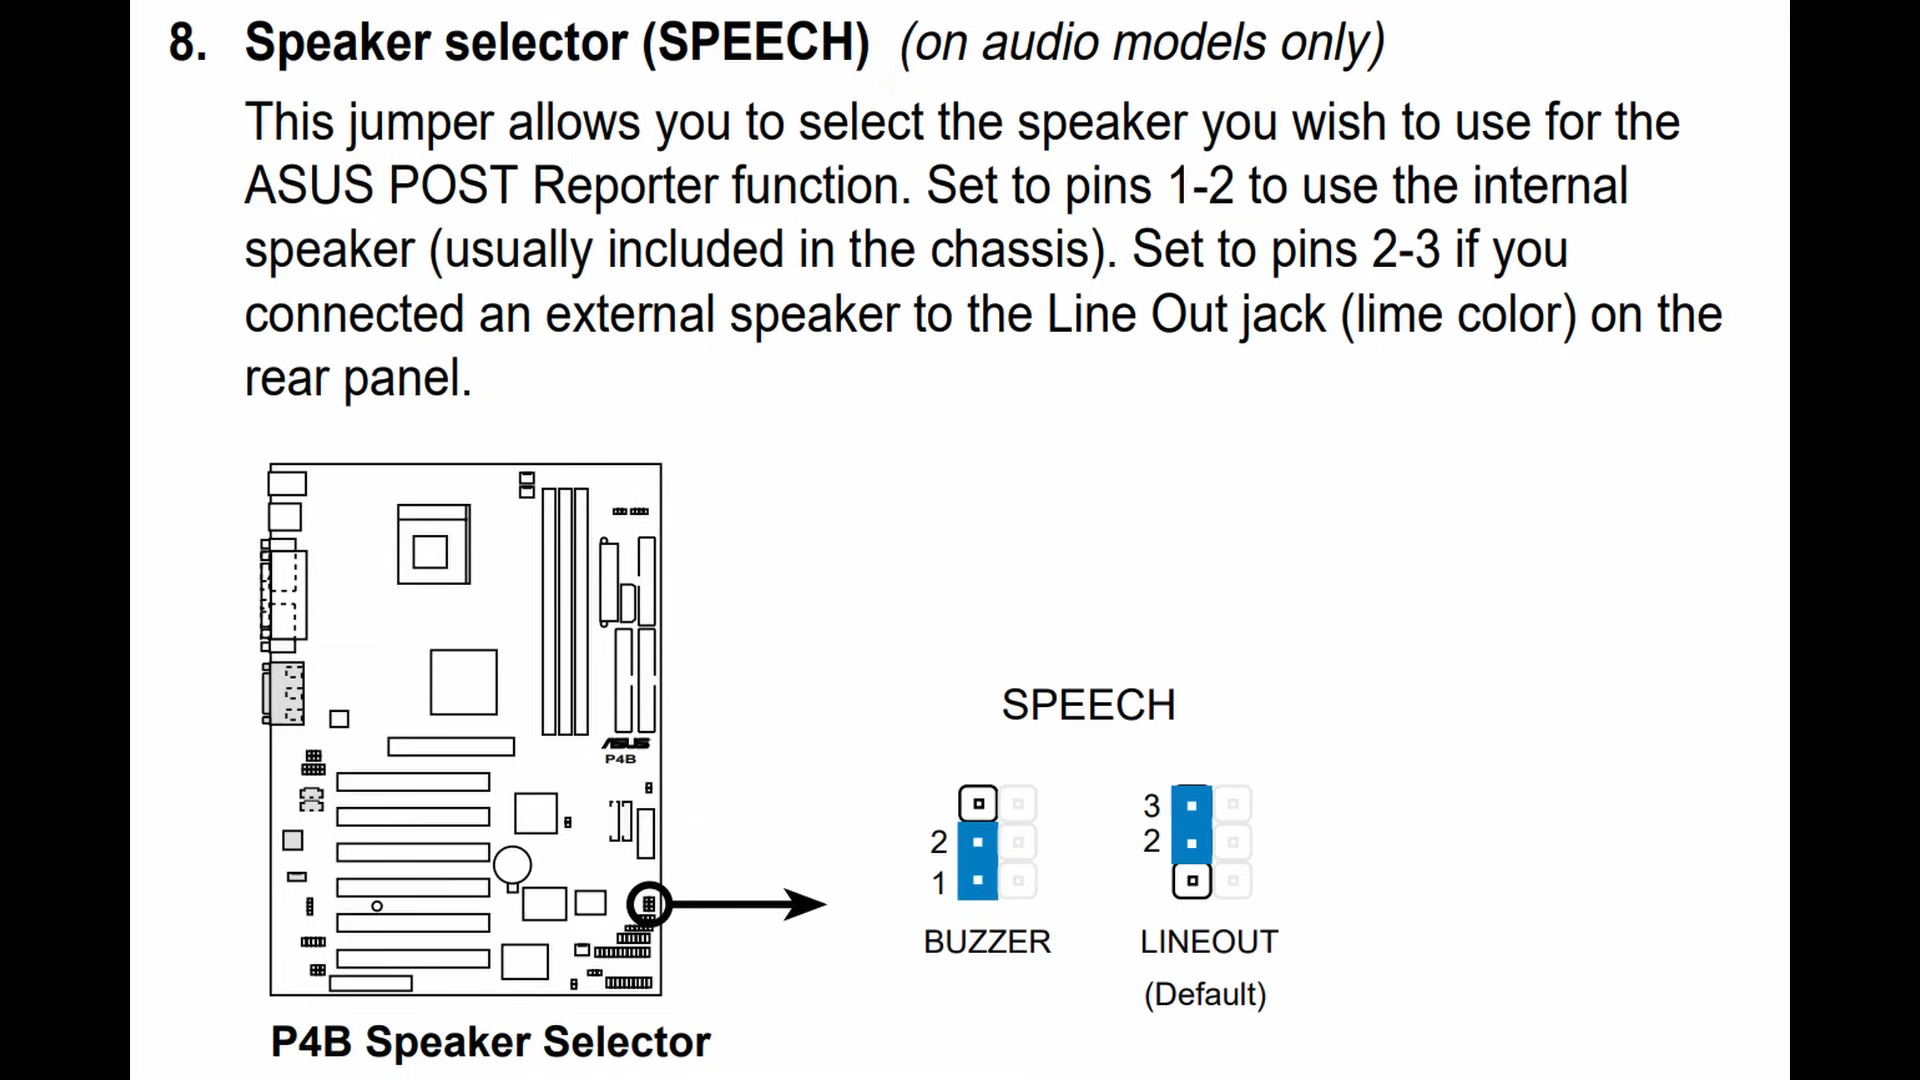 8. Speaker selector (SPEECH) (on audio models only)
This jumper allows you to select the speaker you wish to use for the
ASUS POST Reporter function. Set to pins 1-2 to use the internal
speaker (usually included in the chassis). Set to pins 2-3 if you
connected an external speaker to the Line Out jack (lime color) on the
rear panel.
ASUS
P4B
SPEECH
2
1
BUZZER
3
2
LINEOUT
(Default)
P4B Speaker Selector